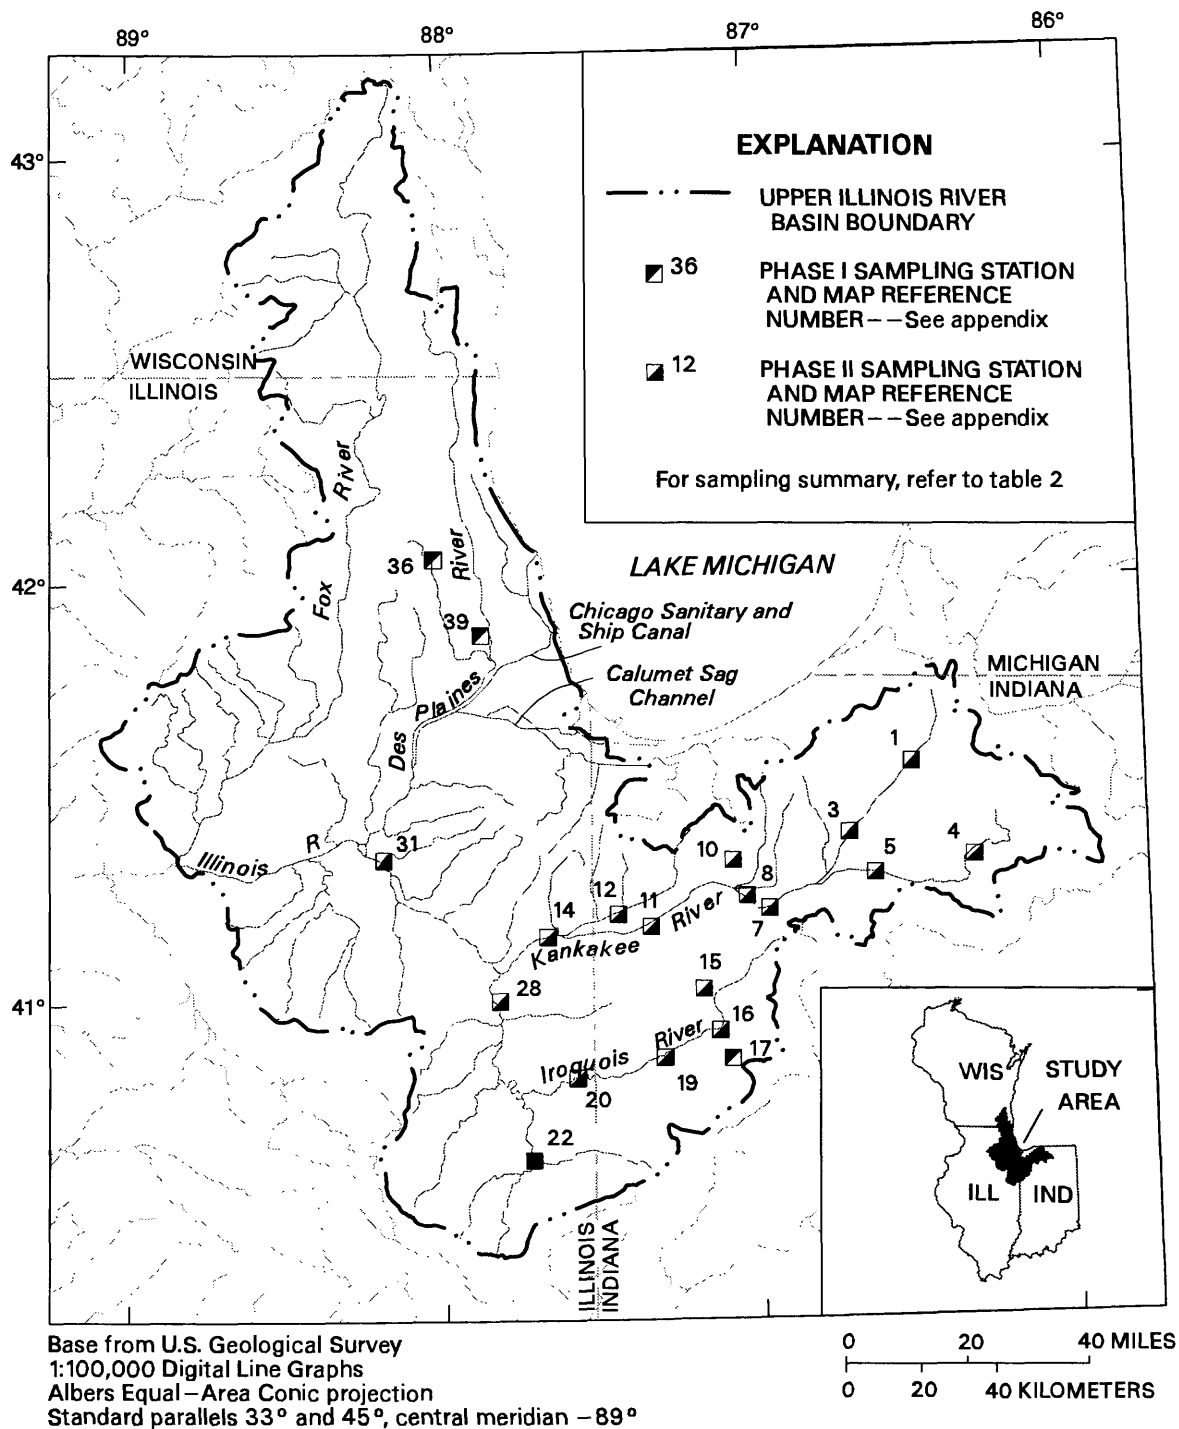 89°
88°
87°
86°
43°
42°
41°
EXPLANATION
UPPER ILLINOIS RIVER
BASIN BOUNDARY
36
PHASE I SAMPLING STATION
AND MAP REFERENCE
NUMBER--See appendix
12
PHASE II SAMPLING STATION
AND MAP REFERENCE
NUMBER--See appendix
For sampling summary, refer to table 2
WISCONSIN
ILLINOIS
Fox River
River
36
39
LAKE MICHIGAN
Chicago Sanitary and
Ship Canal
Calumet Sag
Channel
Des Plaines
MICHIGAN
INDIANA
1
3
5
4
10
8
7
Illinois R
31
14
12
11
Kankakee River
28
15
16
17
Iroquois River
19
20
22
ILLINOIS
INDIANA
WIS
STUDY
AREA
ILL
IND
Base from U.S. Geological Survey
1:100,000 Digital Line Graphs
Albers Equal-Area Conic projection
Standard parallels 33° and 45°, central meridian -89°
0 20 40 MILES
0 20 40 KILOMETERS